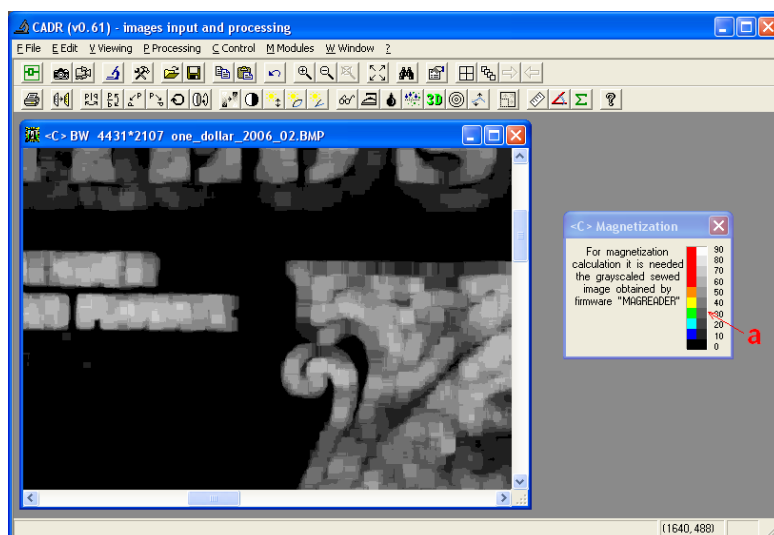 CADR (v0.61) - images input and processing
F File E Edit V Viewing P Processing C Control M Modules W Window ?
3D
<C> BW 4431*2107 one_dollar_2006_02.BMP
<C> Magnetization
For magnetization
calculation it is needed
the grayscaled sewed
image obtained by
firmware "MAGREADER"
90
80
70
60
50
40
30
20
10
0
a
(1640, 488)